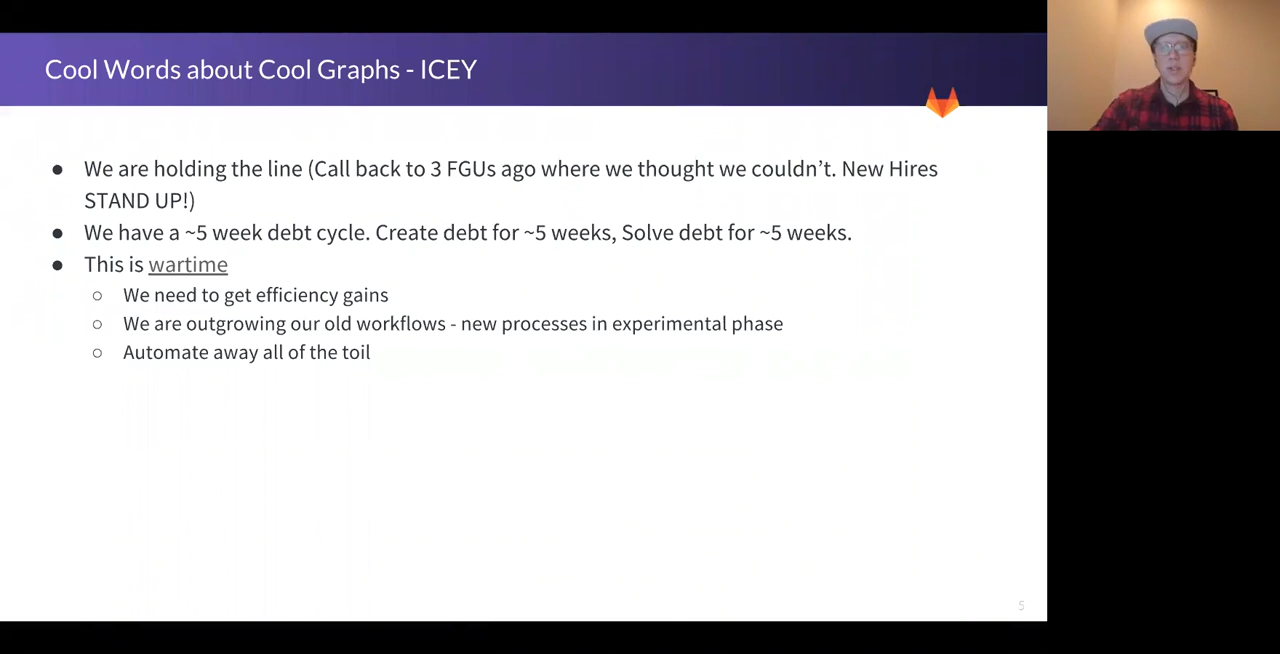 Cool Words about Cool Graphs - ICEY
● We are holding the line (Call back to 3 FGUs ago where we thought we couldn’t. New Hires
STAND UP!)
● We have a ~5 week debt cycle. Create debt for ~5 weeks, Solve debt for ~5 weeks.
● This is wartime
○ We need to get efficiency gains
○ We are outgrowing our old workflows - new processes in experimental phase
○ Automate away all of the toil
5